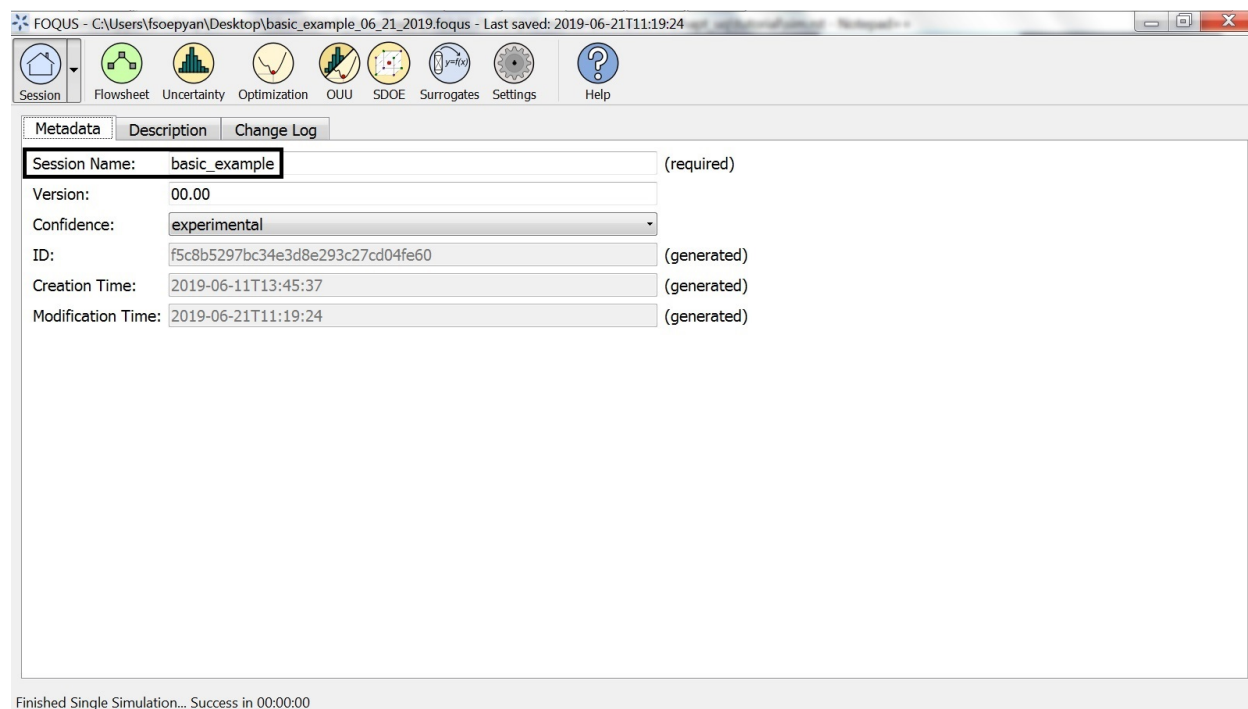 FOQUS - C:\Users\fsoepyan\Desktop\basic_example_06_21_2019.foqus - Last saved: 2019-06-21T11:19:24
Session Flowsheet Uncertainty Optimization OUU SDOE Surrogates Settings Help
y=f(x)
Metadata Description Change Log
Session Name: basic_example (required)
Version: 00.00
Confidence: experimental
ID: f5c8b5297bc34e3d8e293c27cd04fe60 (generated)
Creation Time: 2019-06-11T13:45:37 (generated)
Modification Time: 2019-06-21T11:19:24 (generated)
Finished Single Simulation... Success in 00:00:00